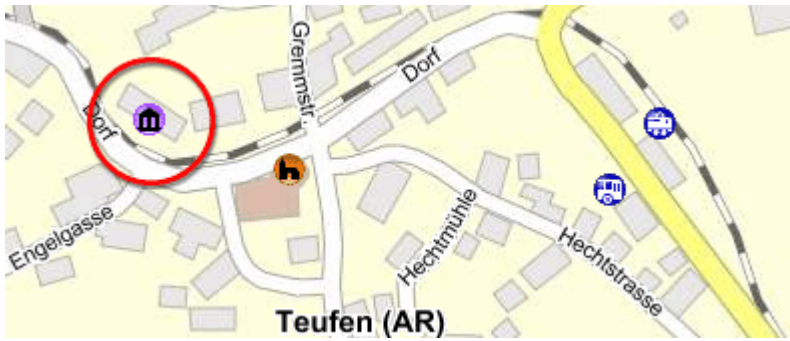 Gremmstr.
Dorf
Dorf
Engelgasse
Hechtmühle
Hechtstrasse
Teufen (AR)